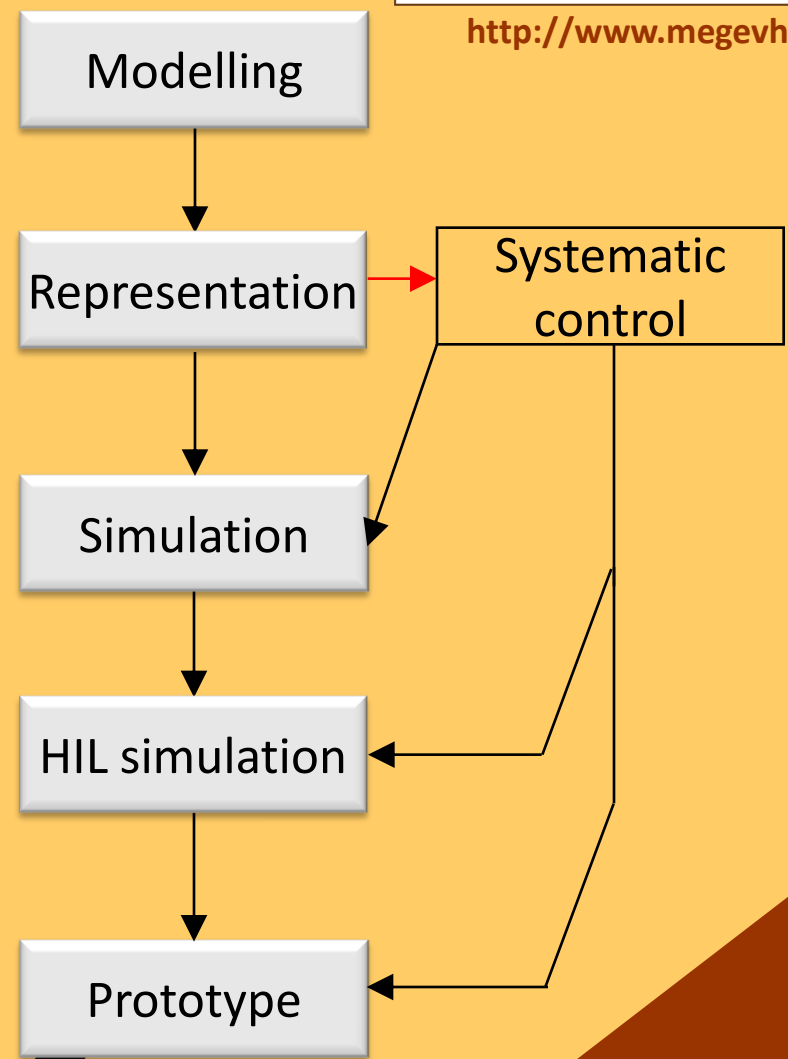 http://www.megevh
Modelling
Representation
Systematic
control
Simulation
HIL simulation
Prototype